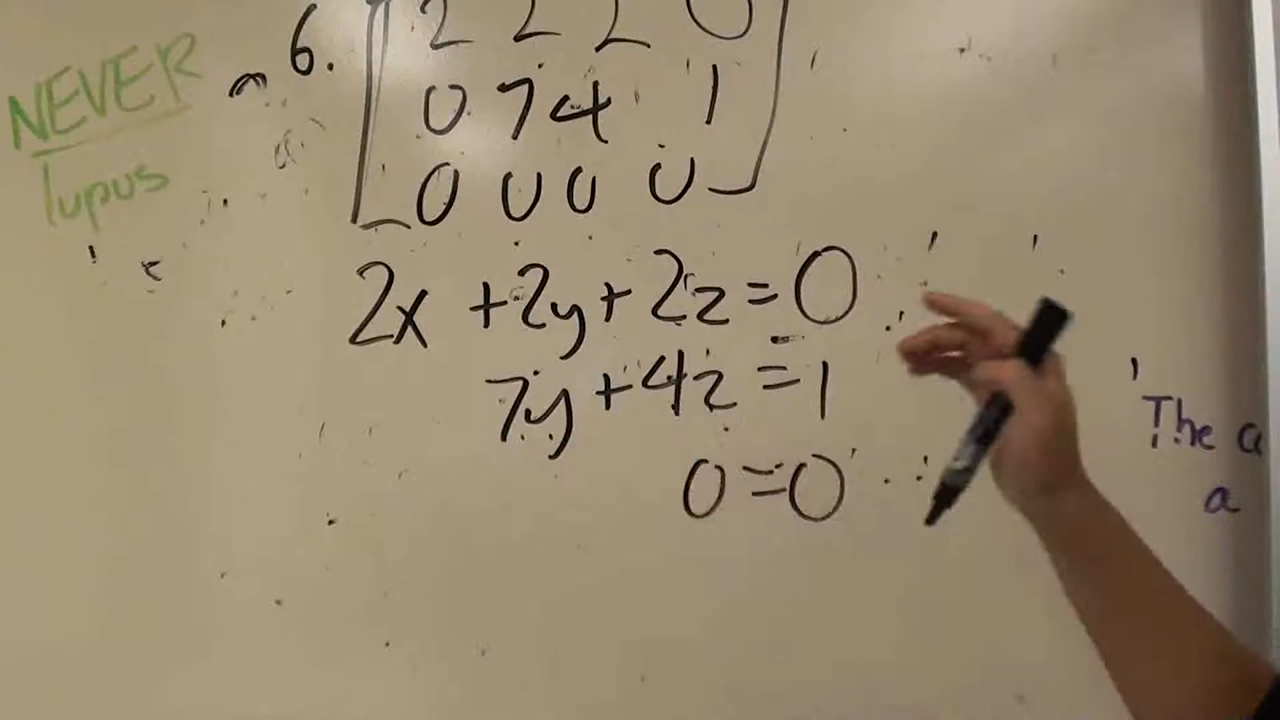 NEVER
lupus
6.
2 2 2 0
0 7 4 1
0 0 0 0
2x + 2y + 2z = 0
7y + 4z = 1
0 = 0
The
a